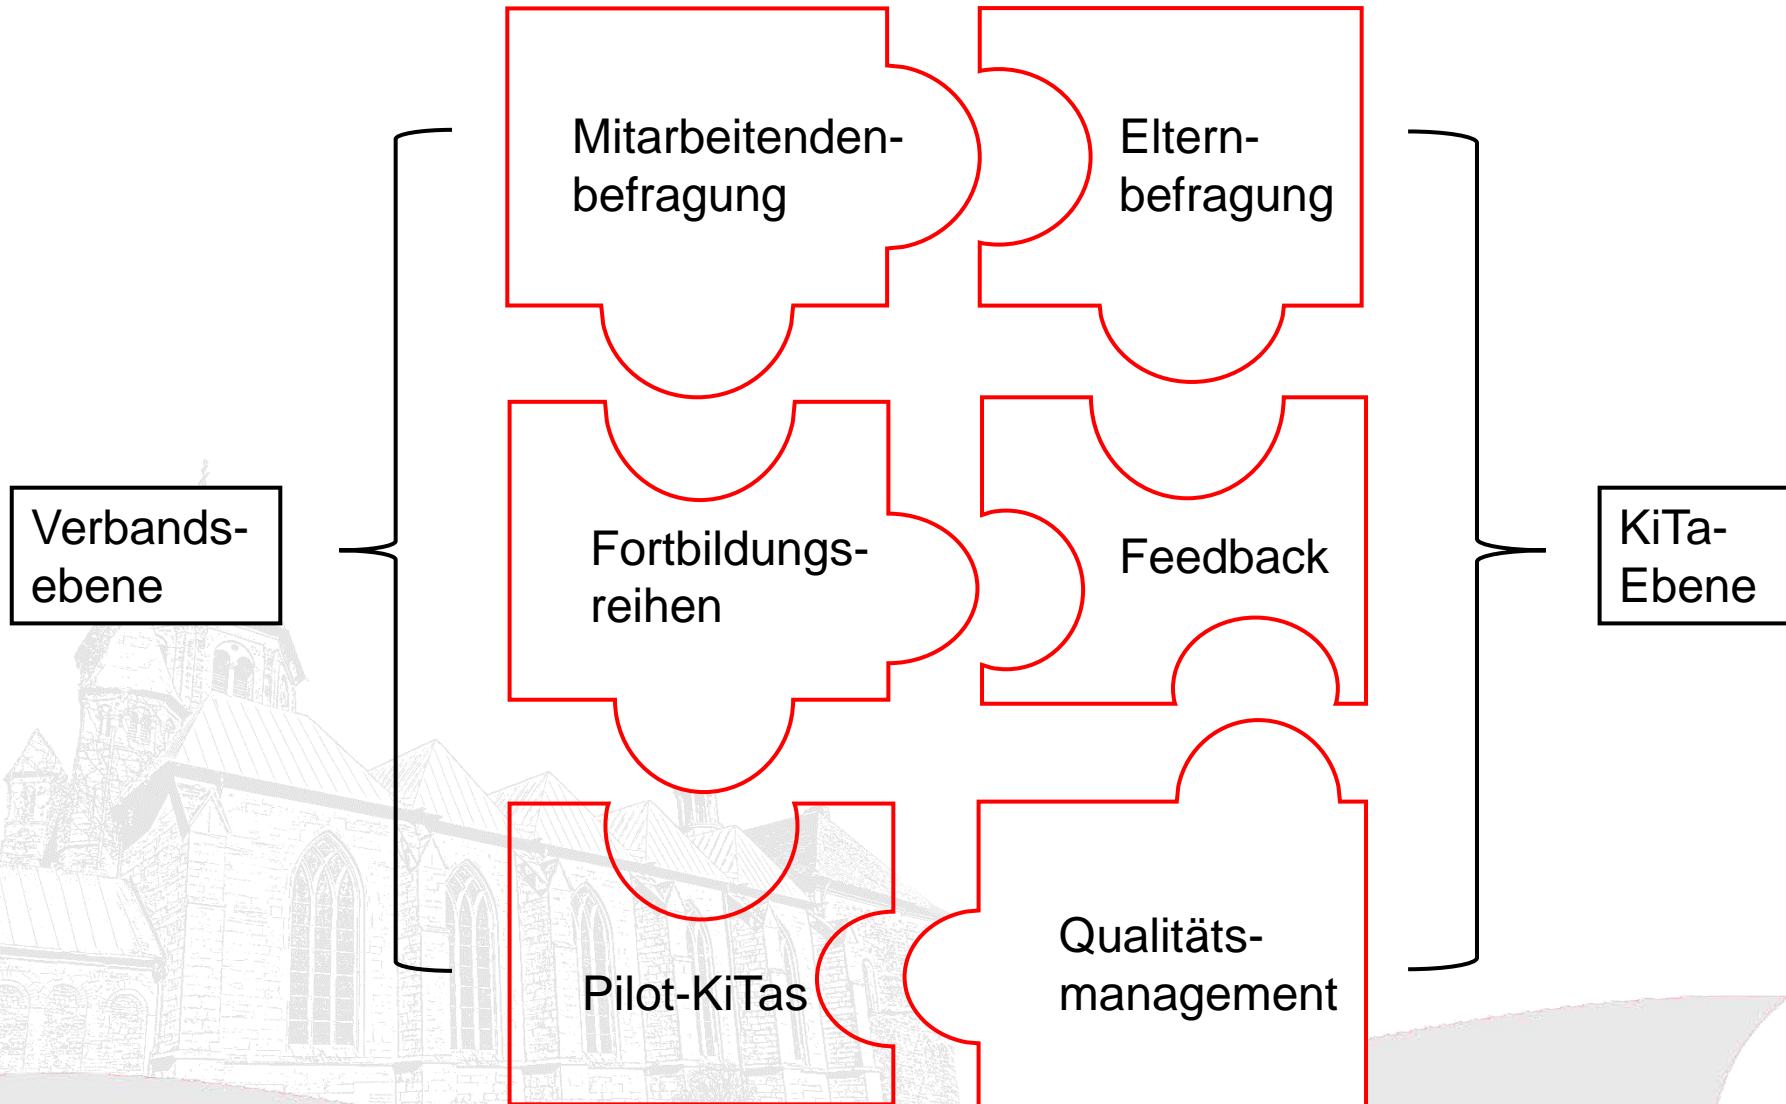 Mitarbeitenden-
befragung
Eltern-
befragung
Verbands-
ebene
Fortbildungs-
reihen
Feedback
KiTa-
Ebene
Pilot-KiTas
Qualitäts-
management